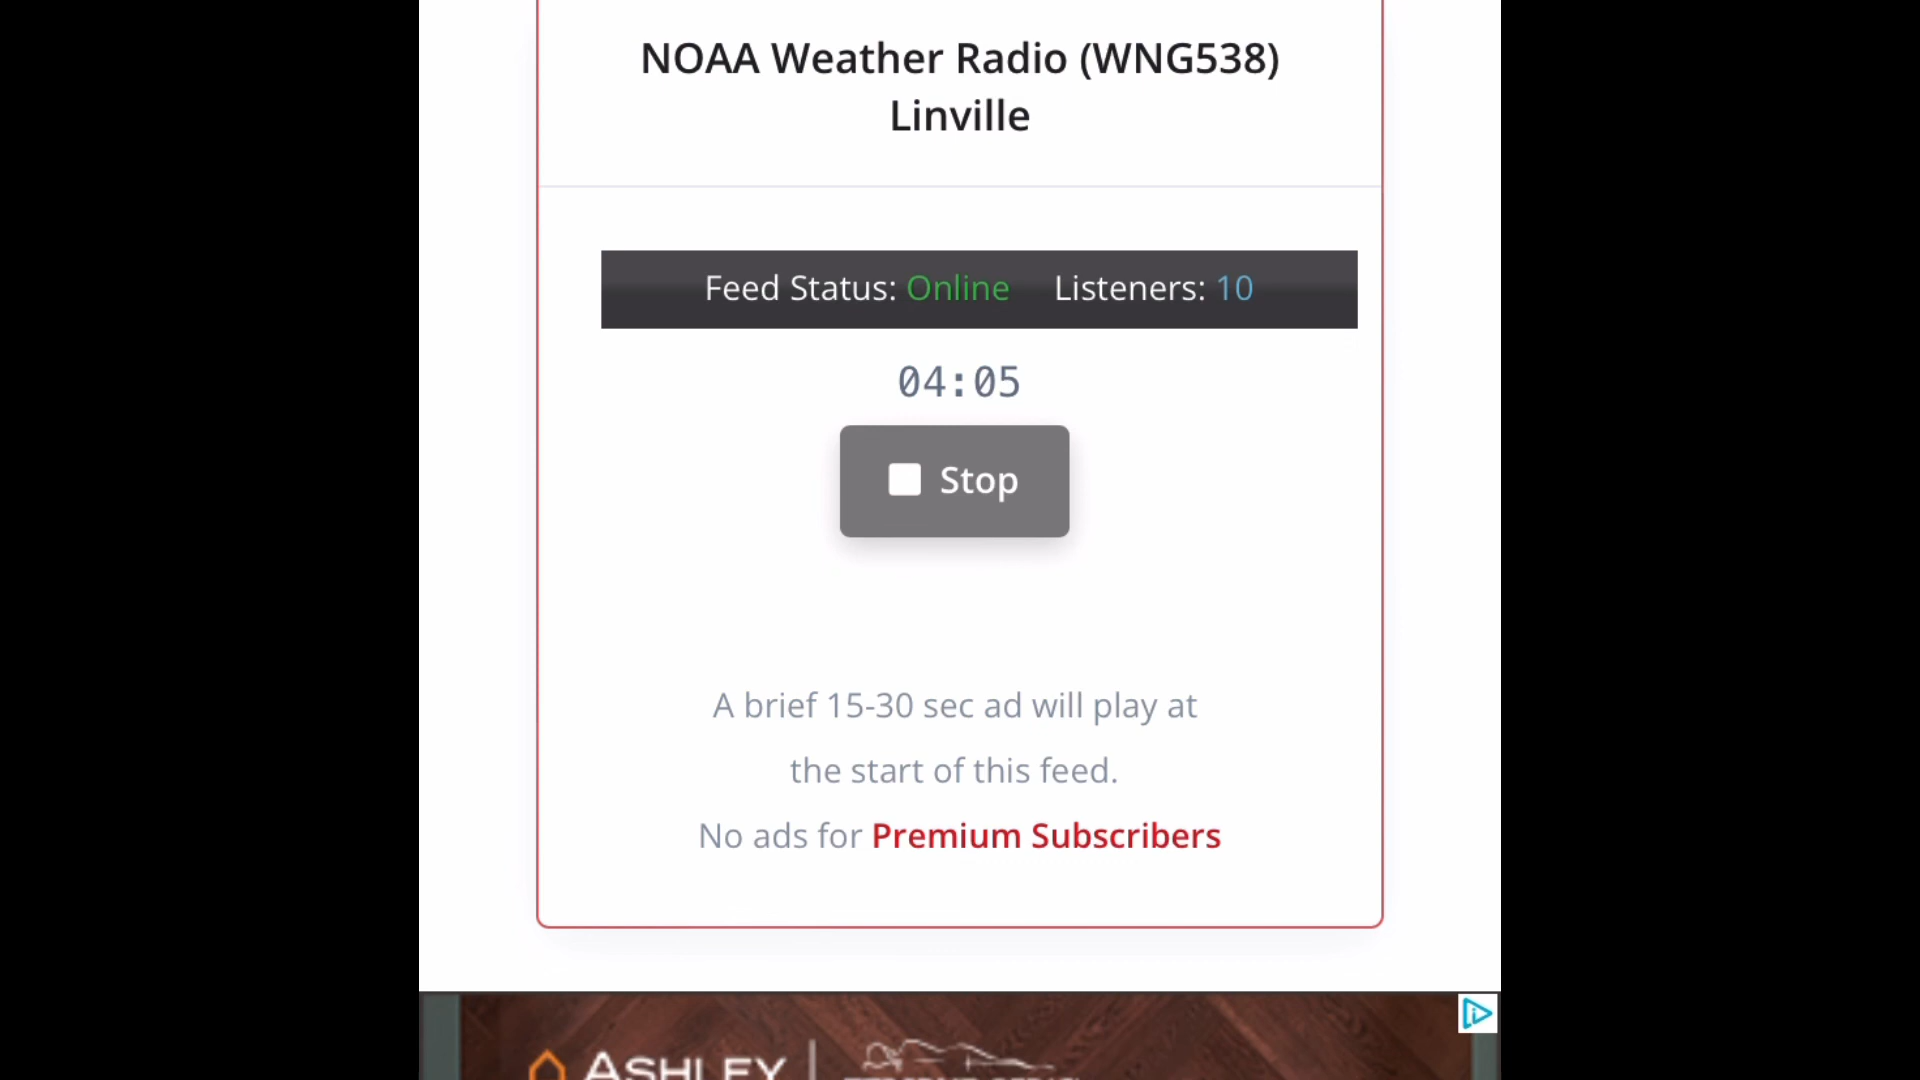 NOAA Weather Radio (WNG538)
Linville
Feed Status: Online Listeners: 10
04:05
Stop
A brief 15-30 sec ad will play at
the start of this feed.
No ads for Premium Subscribers
ASHLEY